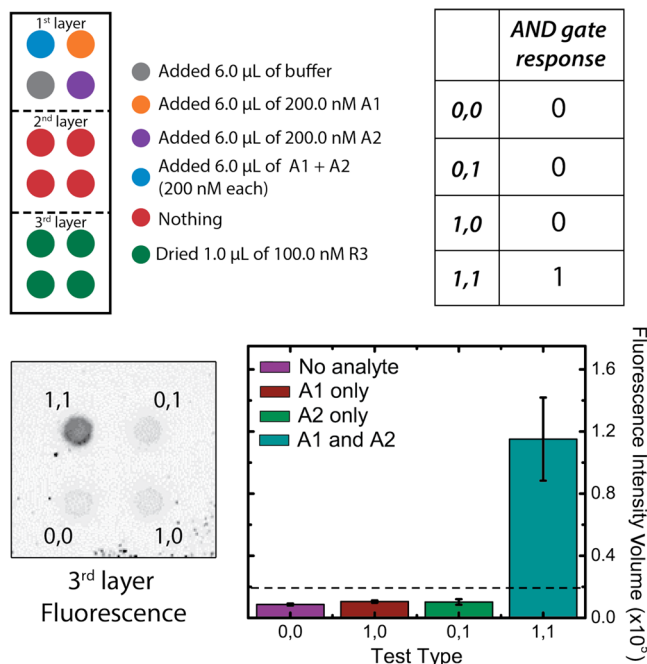 1st layer
2nd layer
3rd layer
Added 6.0 µL of buffer
Added 6.0 µL of 200.0 nM A1
Added 6.0 µL of 200.0 nM A2
Added 6.0 µL of A1 + A2
(200 nM each)
Nothing
Dried 1.0 µL of 100.0 nM R3
AND gate
response
0,0 0
0,1 0
1,0 0
1,1 1
1,1 0,1
0,0 1,0
3rd layer
Fluorescence
No analyte
A1 only
A2 only
A1 and A2
1.6
1.2
0.8
0.4
0.0
Fluorescence Intensity Volume (x10⁵)
0,0 1,0 0,1 1,1
Test Type